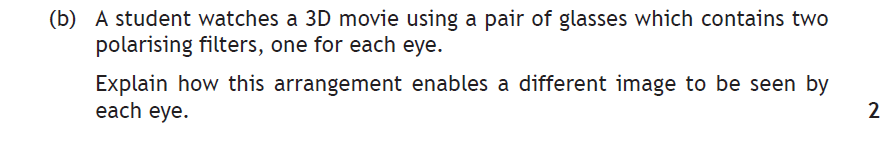 (b) A student watches a 3D movie using a pair of glasses which contains two
polarising filters, one for each eye.
Explain how this arrangement enables a different image to be seen by
each eye. 2